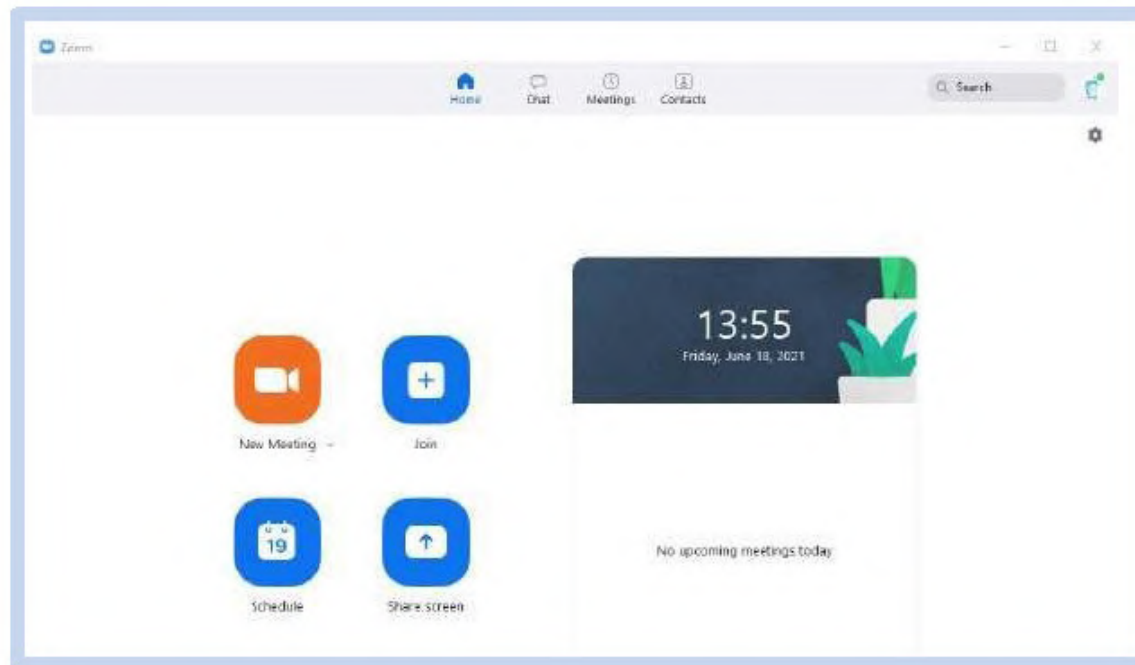 Zoom
Home Chat Meetings Contacts
Search
13:55
Friday, June 18, 2021
New Meeting
Join
19
Schedule
Share screen
No upcoming meetings today